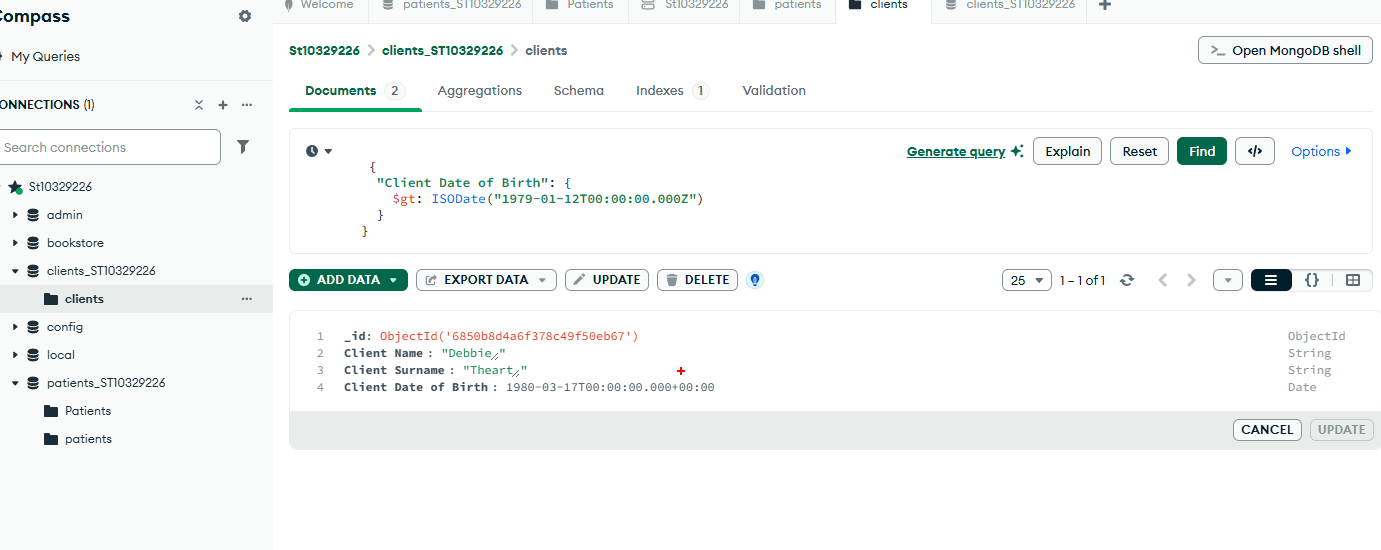 Compass
Welcome
patients_ST10329226
Patients
St10329226
patients
clients
clients_ST10329226
My Queries
St10329226 > clients_ST10329226 > clients
>_ Open MongoDB shell
CONNECTIONS (1)
Documents 2
Aggregations
Schema
Indexes 1
Validation
Search connections
St10329226
admin
bookstore
clients_ST10329226
clients
config
local
patients_ST10329226
Patients
patients
Generate query
Explain
Reset
Find
</>
Options
{
"Client Date of Birth": {
$gt: ISODate("1979-01-12T00:00:00.000Z")
}
}
ADD DATA
EXPORT DATA
UPDATE
DELETE
25
1 – 1 of 1
{}
1 _id: ObjectId('6850b8d4a6f378c49f50eb67') ObjectId
2 Client Name : "Debbie" String
3 Client Surname : "Theart" String
4 Client Date of Birth : 1980-03-17T00:00:00.000+00:00 Date
CANCEL
UPDATE